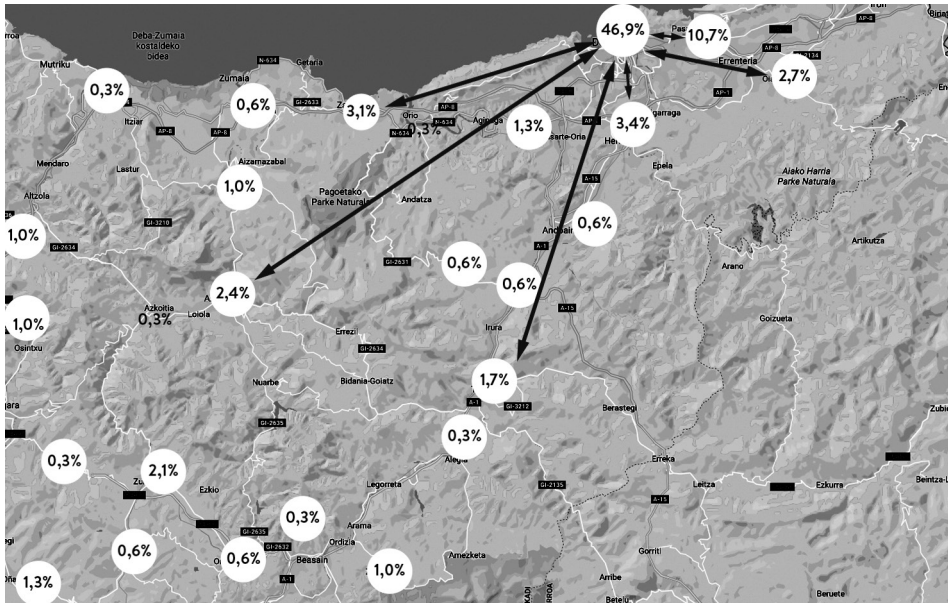 46,9%
10,7%
AP-8
Deba-Zumaia
kostaldeko
bidea
Mutriku
N-634
Getaria
Errenteria
2134
2,7%
0,3%
Zumaia
0,6%
GI-2633
3,1%
AP-8
AP-1
Itziar
AP-8
AP-8
Orio
N-634
N-634
0,3%
Aginaga
1,3%
3,4%
Mendaro
Lastur
Aizarnazabal
Epela
Aiako Harria
Parke Naturala
Altzola
1,0%
Pagoetako
Parke Naturala
Andatza
A-15
GI-3210
1,0%
GI-2634
0,6%
A-1
Artikutza
GI-2631
0,6%
Arano
0,6%
2,4%
Azkoitia
0,3%
Loiola
A-15
1,0%
Osintxu
Errezil
Irura
Goizueta
GI-2634
Nuarbe
Bidania-Goiatz
1,7%
A-1
GI-3212
Berastegi
GI-2635
0,3%
Alegia
0,3%
2,1%
Erreka
Ezkio
Legorreta
GI-2135
Leitza
Ezkurra
A-15
0,3%
Arama
GI-2635
GI-2632
Ordizia
0,6%
0,6%
Beasain
Amezketa
Gorriti
1,3%
A-1
1,0%
Arribe
Betelu
Beruete